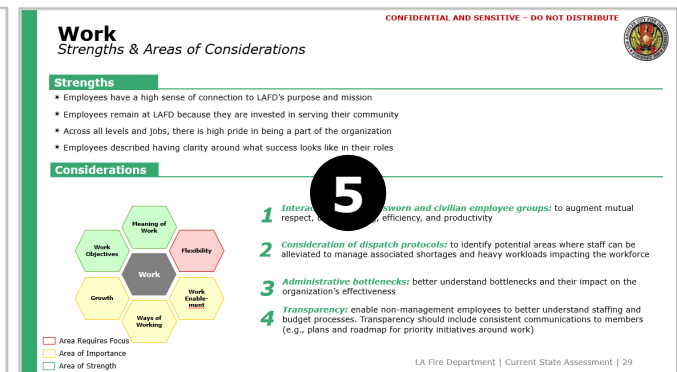 CONFIDENTIAL AND SENSITIVE – DO NOT DISTRIBUTE
Work
Strengths & Areas of Considerations
Strengths
* Employees have a high sense of connection to LAFD's purpose and mission
* Employees remain at LAFD because they are invested in serving their community
* Across all levels and jobs, there is high pride in being a part of the organization
* Employees described having clarity around what success looks like in their roles
Considerations
5
Meaning of
Work
Work
Objectives
Flexibility
Work
Growth
Work
Enable-
ment
Ways of
Working
Area Requires Focus
Area of Importance
Area of Strength
1 sworn and civilian employee groups: to augment mutual
respect, efficiency, and productivity
2 Consideration of dispatch protocols: to identify potential areas where staff can be
alleviated to manage associated shortages and heavy workloads impacting the workforce
3 Administrative bottlenecks: better understand bottlenecks and their impact on the
organization's effectiveness
4 Transparency: enable non-management employees to better understand staffing and
budget processes. Transparency should include consistent communications to members
(e.g., plans and roadmap for priority initiatives around work)
LA Fire Department | Current State Assessment | 29